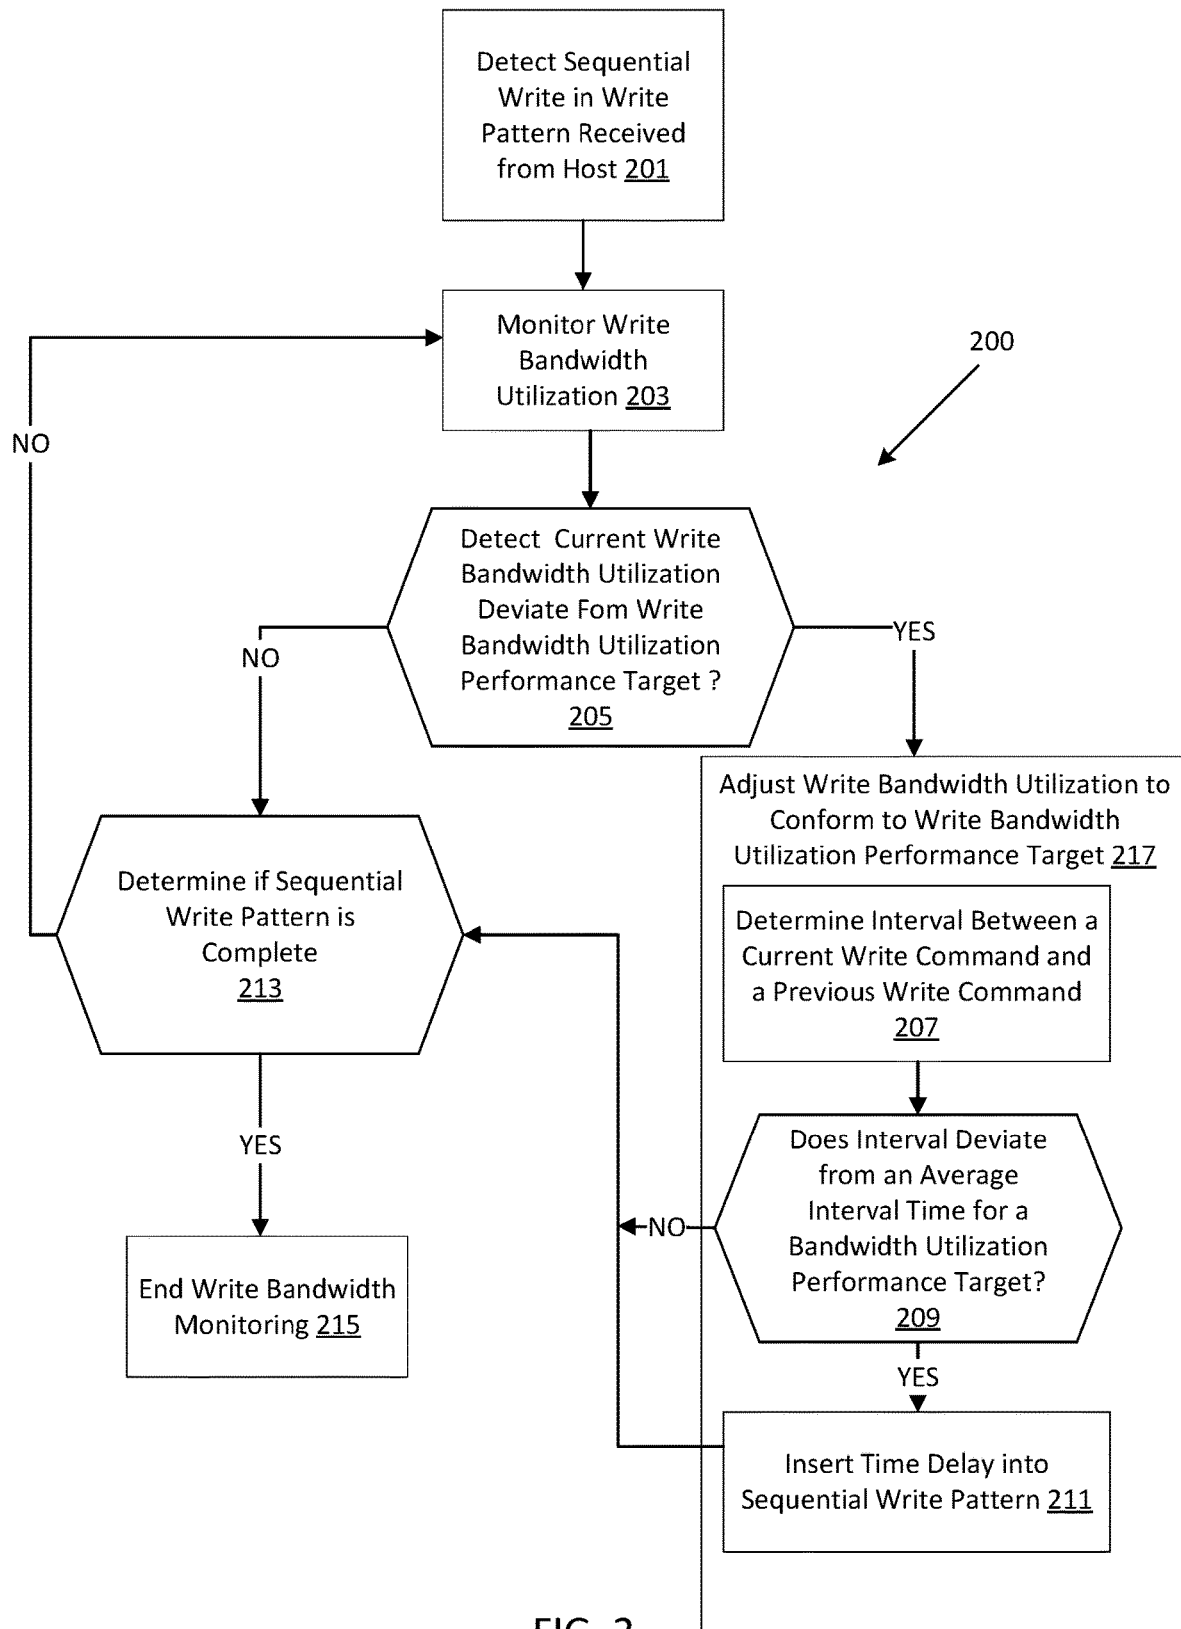 Detect Sequential
Write in Write
Pattern Received
from Host 201
Monitor Write
Bandwidth
Utilization 203
200
NO
Detect Current Write
Bandwidth Utilization
Deviate Fom Write
Bandwidth Utilization
Performance Target ?
205
NO
YES
Adjust Write Bandwidth Utilization to
Conform to Write Bandwidth
Utilization Performance Target 217
Determine if Sequential
Write Pattern is
Complete
213
Determine Interval Between a
Current Write Command and
a Previous Write Command
207
YES
Does Interval Deviate
from an Average
Interval Time for a
Bandwidth Utilization
Performance Target?
209
NO
End Write Bandwidth
Monitoring 215
YES
Insert Time Delay into
Sequential Write Pattern 211
FIG.